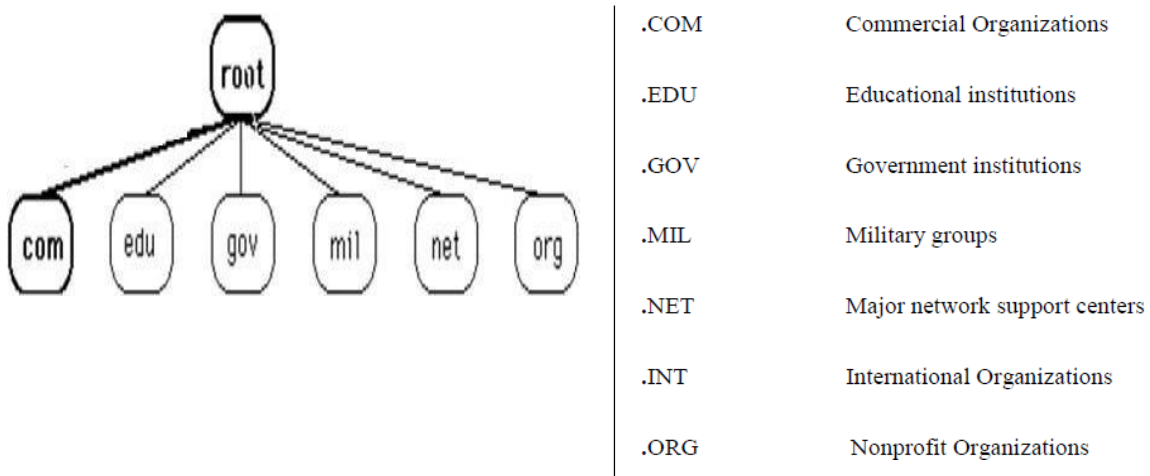 root
com edu gov mil net org
.COM Commercial Organizations
.EDU Educational institutions
.GOV Government institutions
.MIL Military groups
.NET Major network support centers
.INT International Organizations
.ORG Nonprofit Organizations